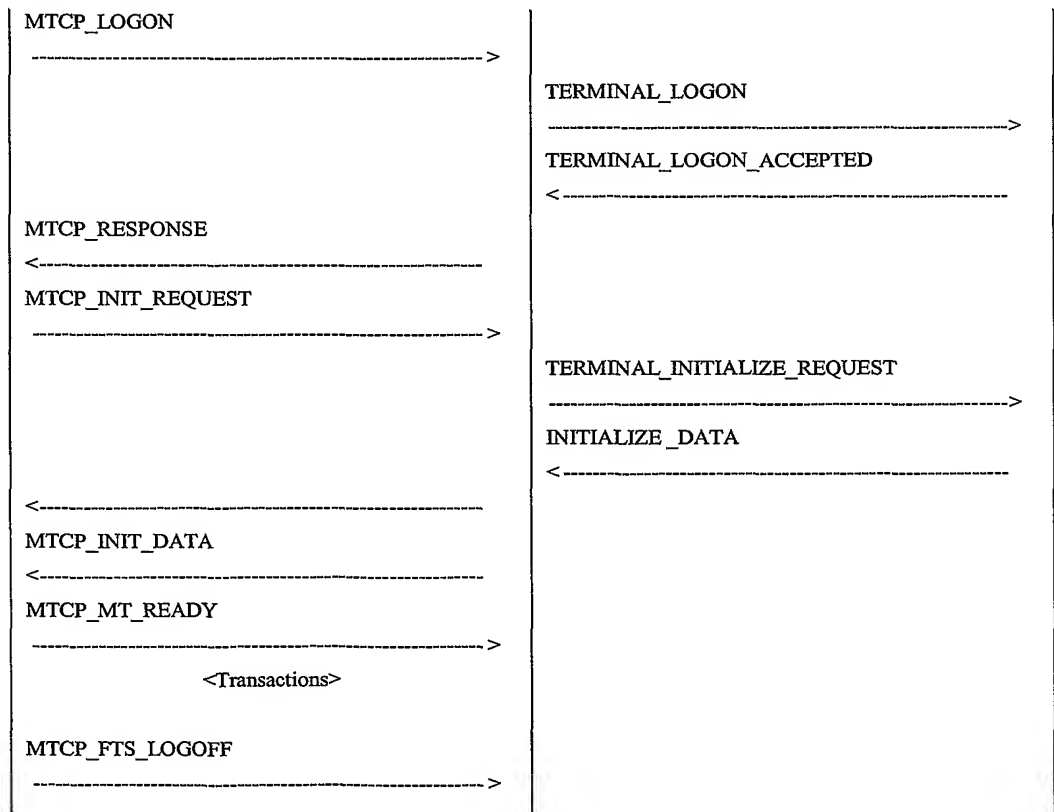 MTCP_LOGON
TERMINAL_LOGON
TERMINAL_LOGON_ACCEPTED
MTCP_RESPONSE
MTCP_INIT_REQUEST
TERMINAL_INITIALIZE_REQUEST
INITIALIZE_DATA
MTCP_INIT_DATA
MTCP_MT_READY
<Transactions>
MTCP_FTS_LOGOFF